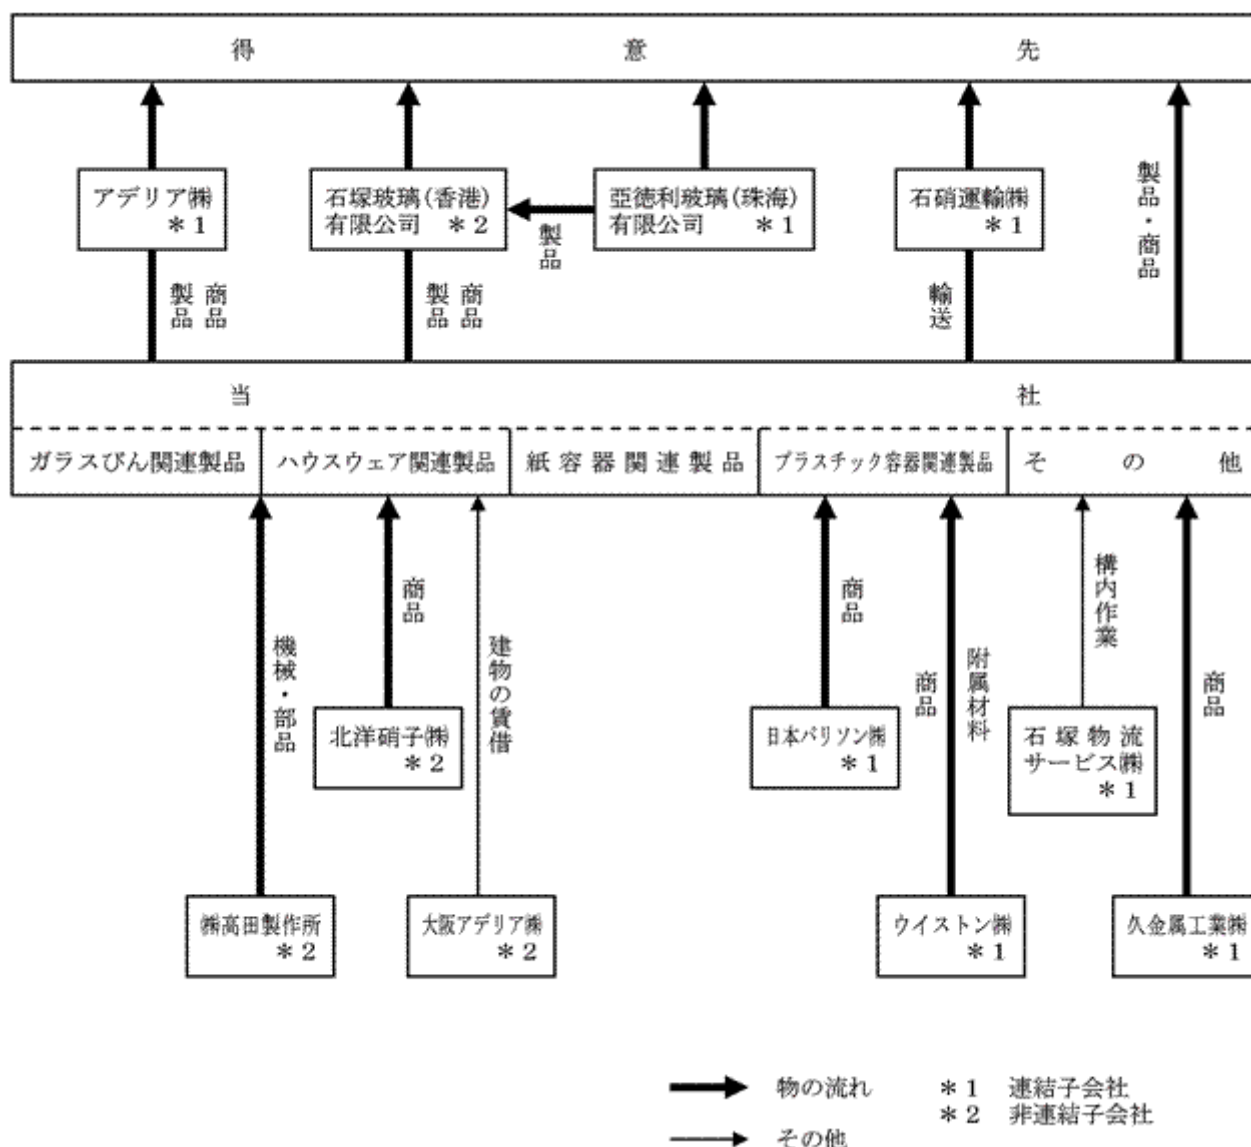 得意先
アデリア㈱
＊1
石塚玻璃(香港)
有限公司 ＊2
亞徳利玻璃(珠海)
有限公司 ＊1
石硝運輸㈱
＊1
製品・商品
製品
商品
製品
商品
製品
輸送
当社
ガラスびん関連製品
ハウスウェア関連製品
紙容器関連製品
プラスチック容器関連製品
その他
機械・部品
商品
建物の賃借
商品
商品
附属材料
構内作業
商品
北洋硝子㈱
＊2
日本パリソン㈱
＊1
石塚物流
サービス㈱
＊1
㈱高田製作所
＊2
大阪アデリア㈱
＊2
ウイストン㈱
＊1
久金属工業㈱
＊1
物の流れ
＊1 連結子会社
＊2 非連結子会社
その他